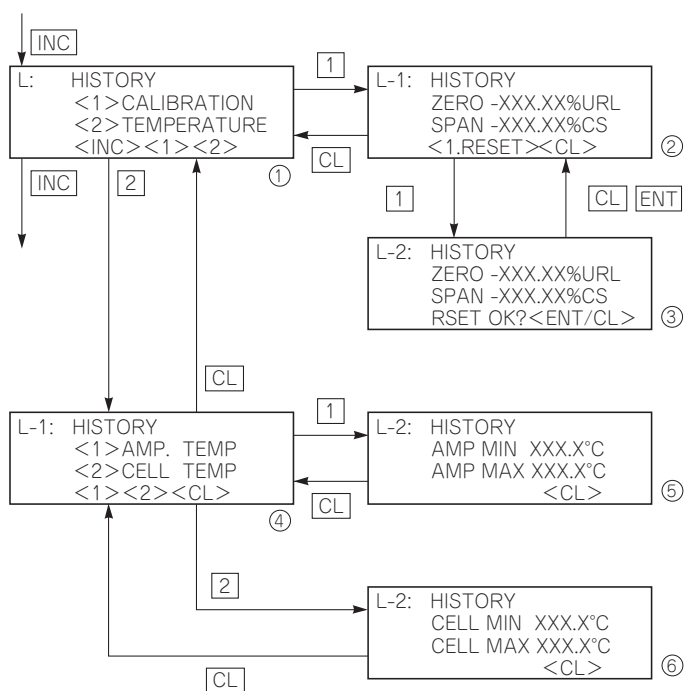 INC
L: HISTORY
<1>CALIBRATION
<2>TEMPERATURE
<INC><1><2>
①
1
CL
L-1: HISTORY
ZERO -XXX.XX%URL
SPAN -XXX.XX%CS
<1.RESET><CL>
②
INC
2
1
CL ENT
L-2: HISTORY
ZERO -XXX.XX%URL
SPAN -XXX.XX%CS
RSET OK?<ENT/CL>
③
CL
L-1: HISTORY
<1>AMP. TEMP
<2>CELL TEMP
<1><2><CL>
④
1
CL
L-2: HISTORY
AMP MIN XXX.X°C
AMP MAX XXX.X°C
<CL>
⑤
2
L-2: HISTORY
CELL MIN XXX.X°C
CELL MAX XXX.X°C
<CL>
⑥
CL